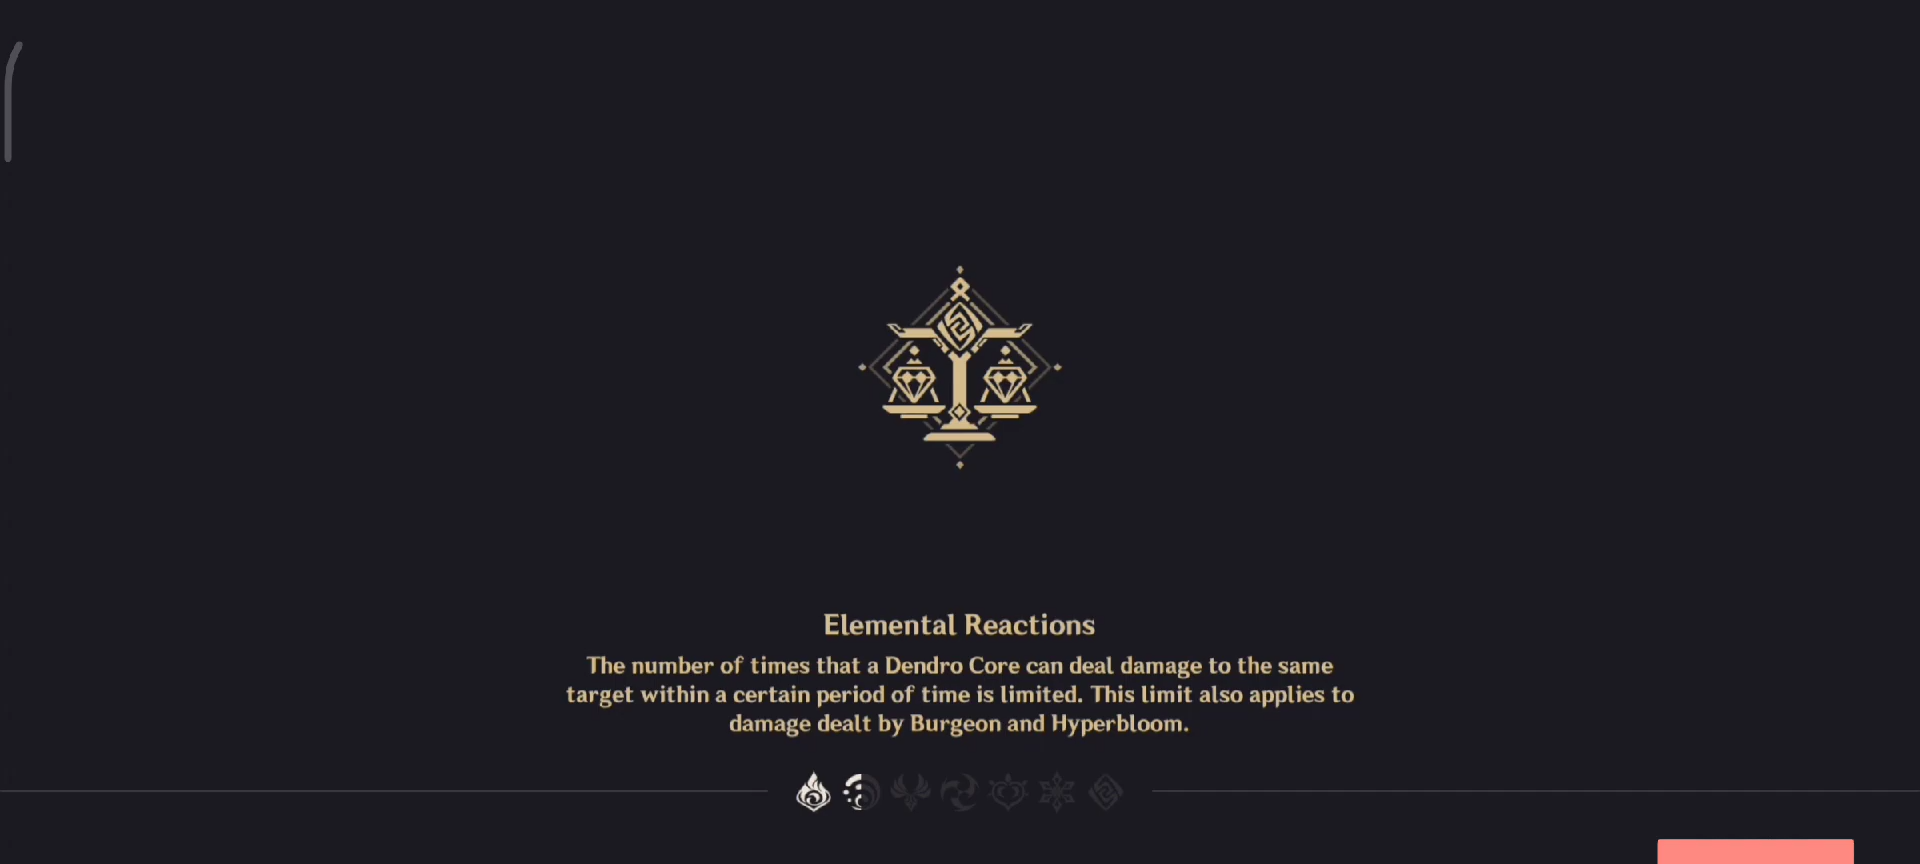 Elemental Reactions
The number of times that a Dendro Core can deal damage to the same
target within a certain period of time is limited. This limit also applies to
damage dealt by Burgeon and Hyperbloom.